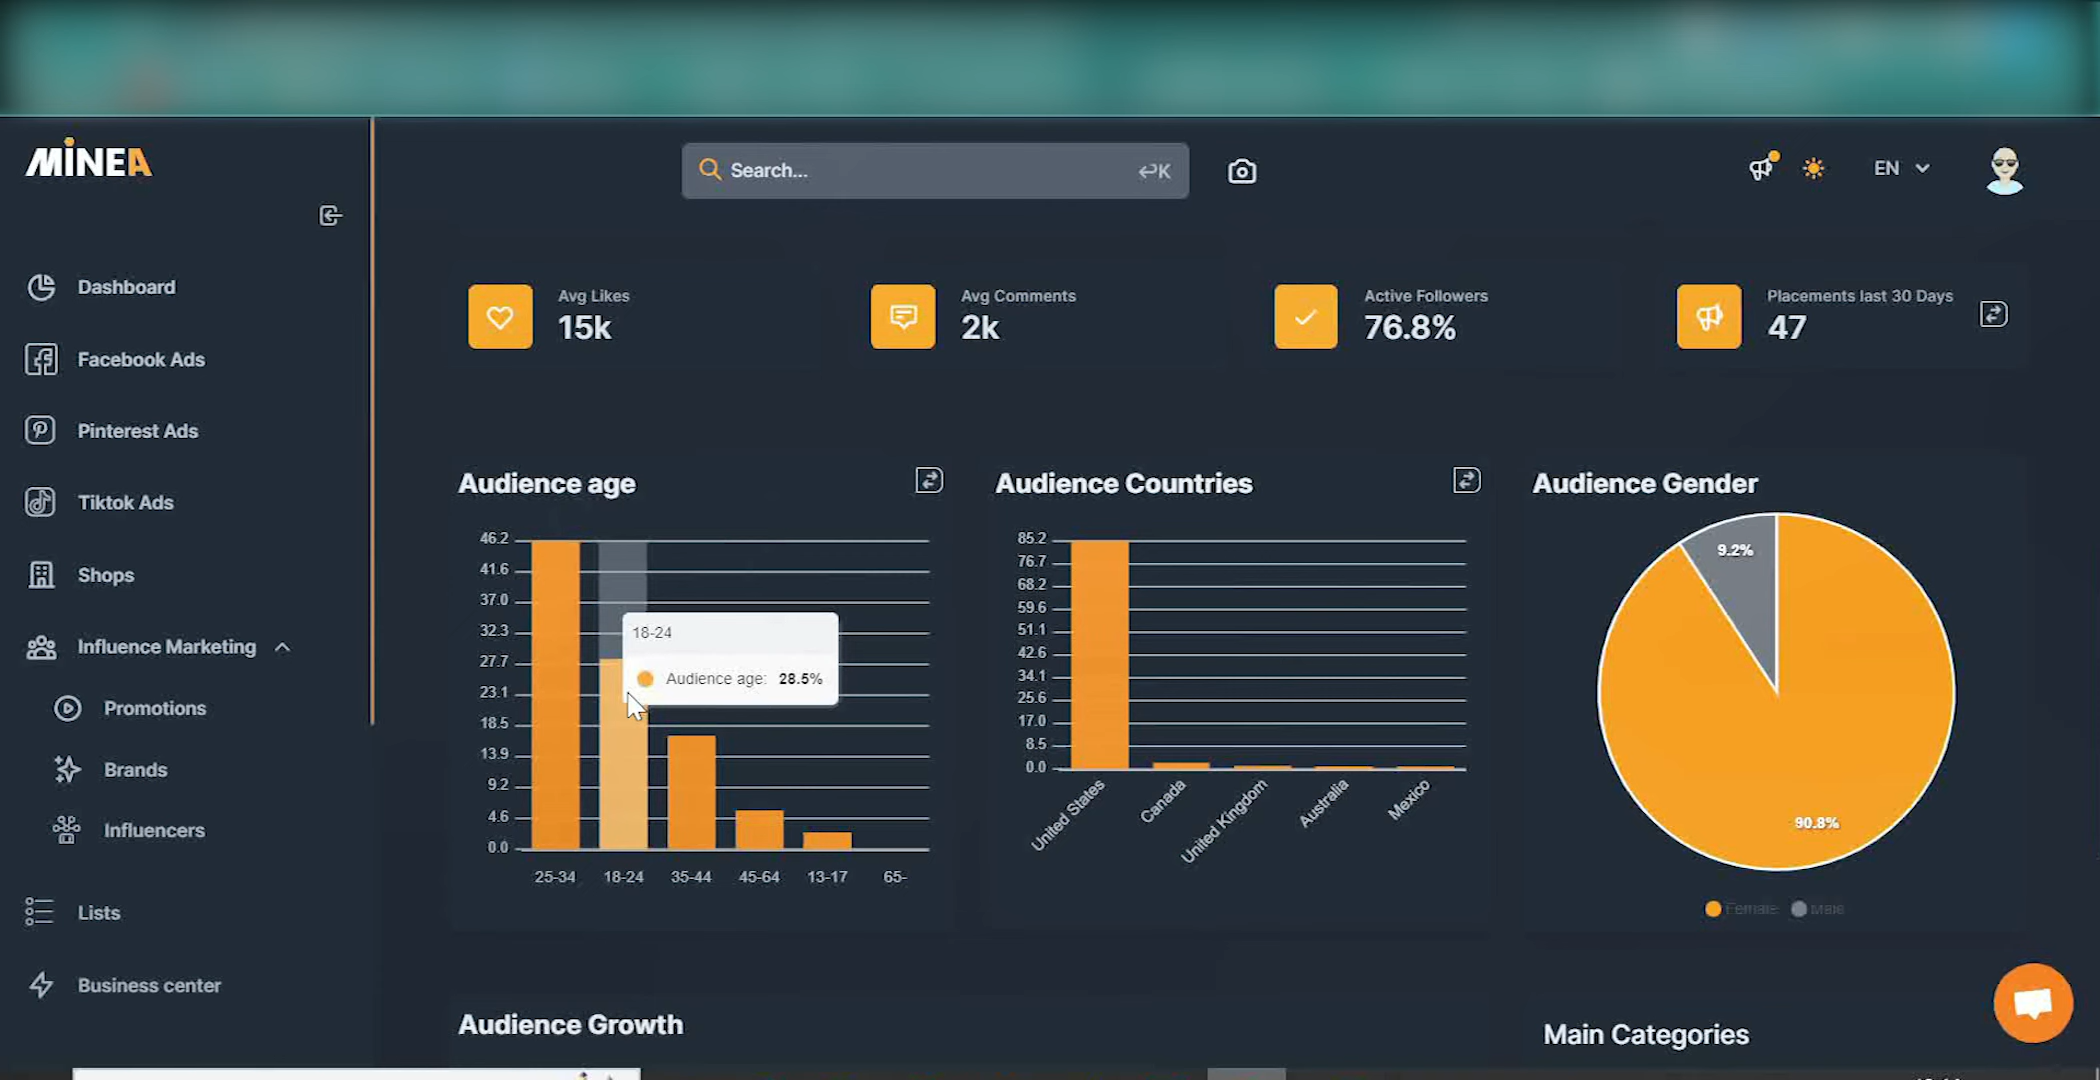 MINEA
Search...
K
EN
Dashboard
Facebook Ads
Pinterest Ads
Tiktok Ads
Shops
Influence Marketing
Promotions
Brands
Influencers
Lists
Business center
Avg Likes
15k
Avg Comments
2k
Active Followers
76.8%
Placements last 30 Days
47
Audience age
46.2
41.6
37.0
32.3
27.7
23.1
18.5
13.9
9.2
4.6
0.0
18-24
Audience age: 28.5%
25-34 18-24 35-44 45-64 13-17 65-
Audience Countries
85.2
76.7
68.2
59.6
51.1
42.6
34.1
25.6
17.0
8.5
0.0
United States
Canada
United Kingdom
Australia
Mexico
Audience Gender
9.2%
90.8%
Female Male
Audience Growth
Main Categories